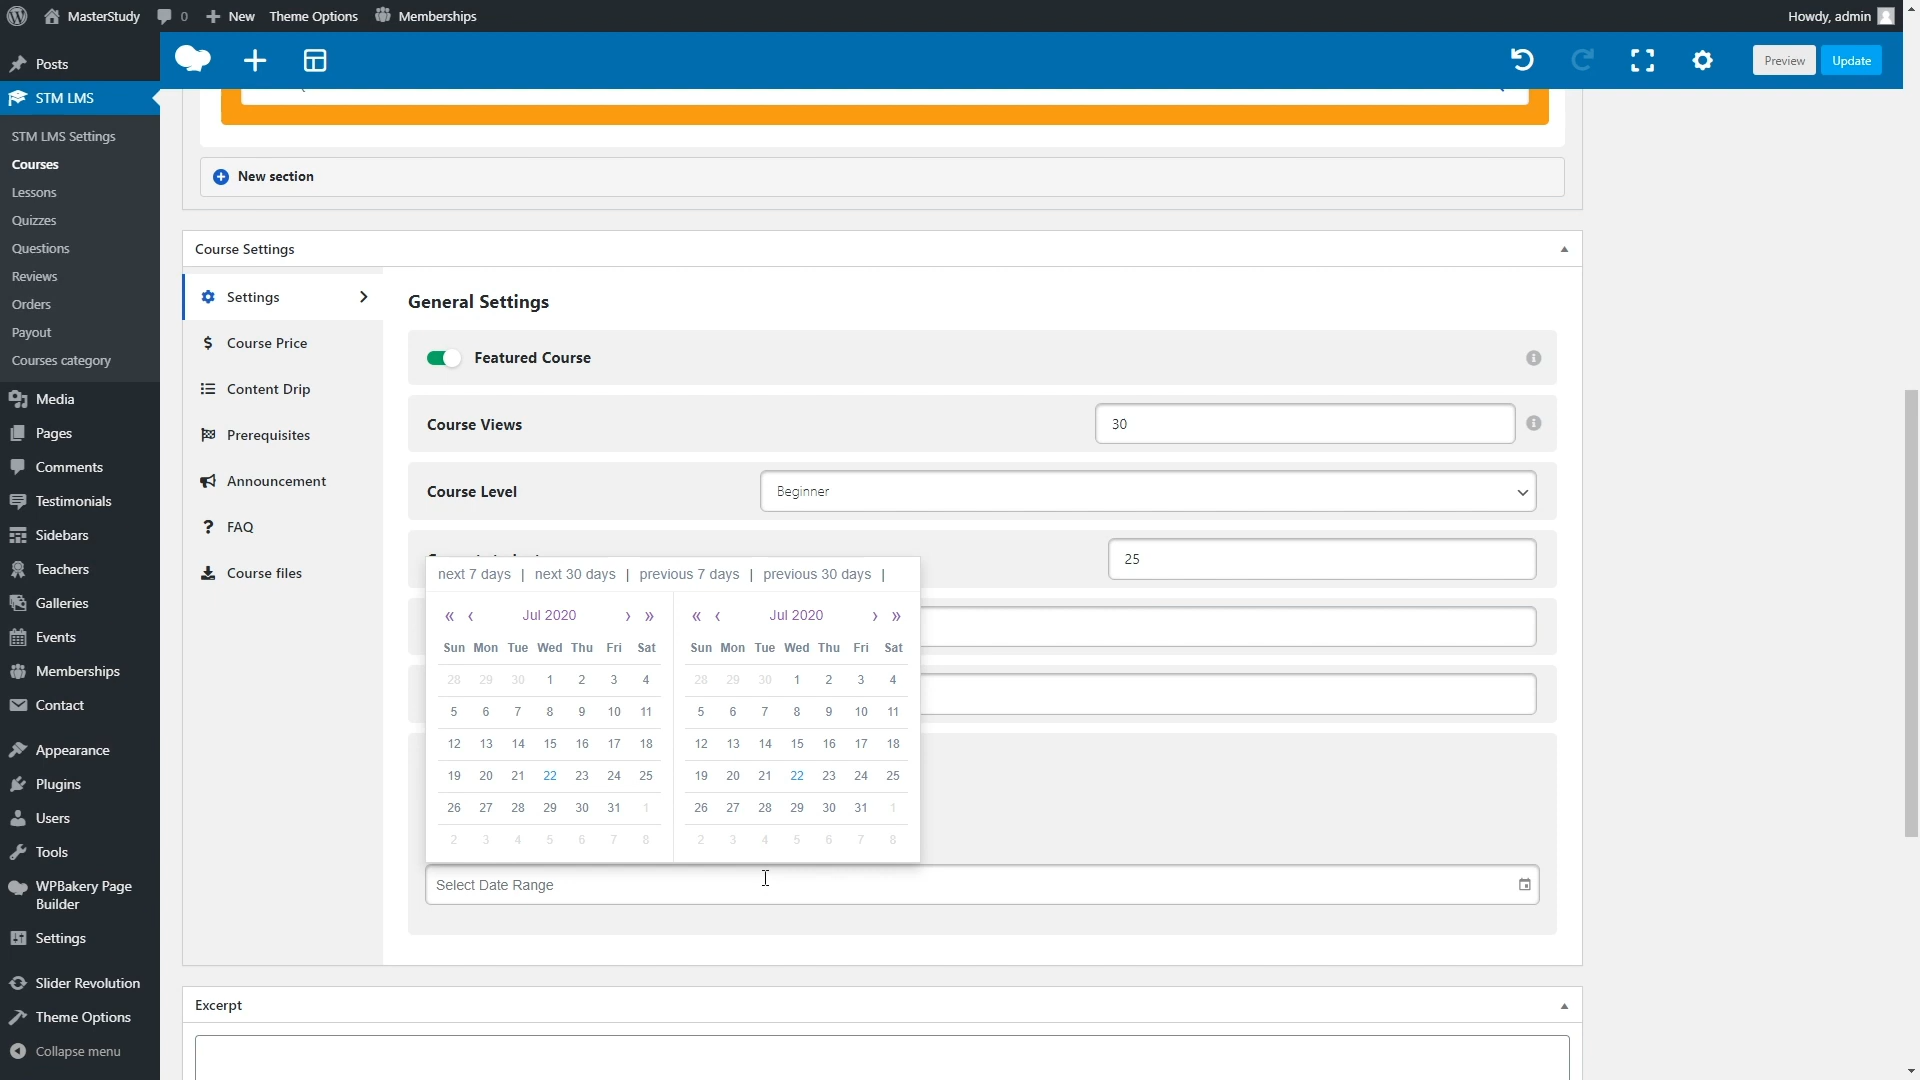 MasterStudy 0 New Theme Options Memberships Howdy, admin
Posts
STM LMS
STM LMS Settings
Courses
Lessons
Quizzes
Questions
Reviews
Orders
Payout
Courses category
Media
Pages
Comments
Testimonials
Sidebars
Teachers
Galleries
Events
Memberships
Contact
Appearance
Plugins
Users
Tools
WPBakery Page
Builder
Settings
Slider Revolution
Theme Options
Collapse menu
Preview Update
New section
Course Settings
Settings
Course Price
Content Drip
Prerequisites
Announcement
FAQ
Course files
General Settings
Featured Course
Course Views 30
Course Level Beginner
25
next 7 days | next 30 days | previous 7 days | previous 30 days |
« ‹ Jul 2020 › » « ‹ Jul 2020 › »
Sun Mon Tue Wed Thu Fri Sat Sun Mon Tue Wed Thu Fri Sat
28 29 30 1 2 3 4 28 29 30 1 2 3 4
5 6 7 8 9 10 11 5 6 7 8 9 10 11
12 13 14 15 16 17 18 12 13 14 15 16 17 18
19 20 21 22 23 24 25 19 20 21 22 23 24 25
26 27 28 29 30 31 1 26 27 28 29 30 31 1
2 3 4 5 6 7 8 2 3 4 5 6 7 8
Select Date Range
Excerpt